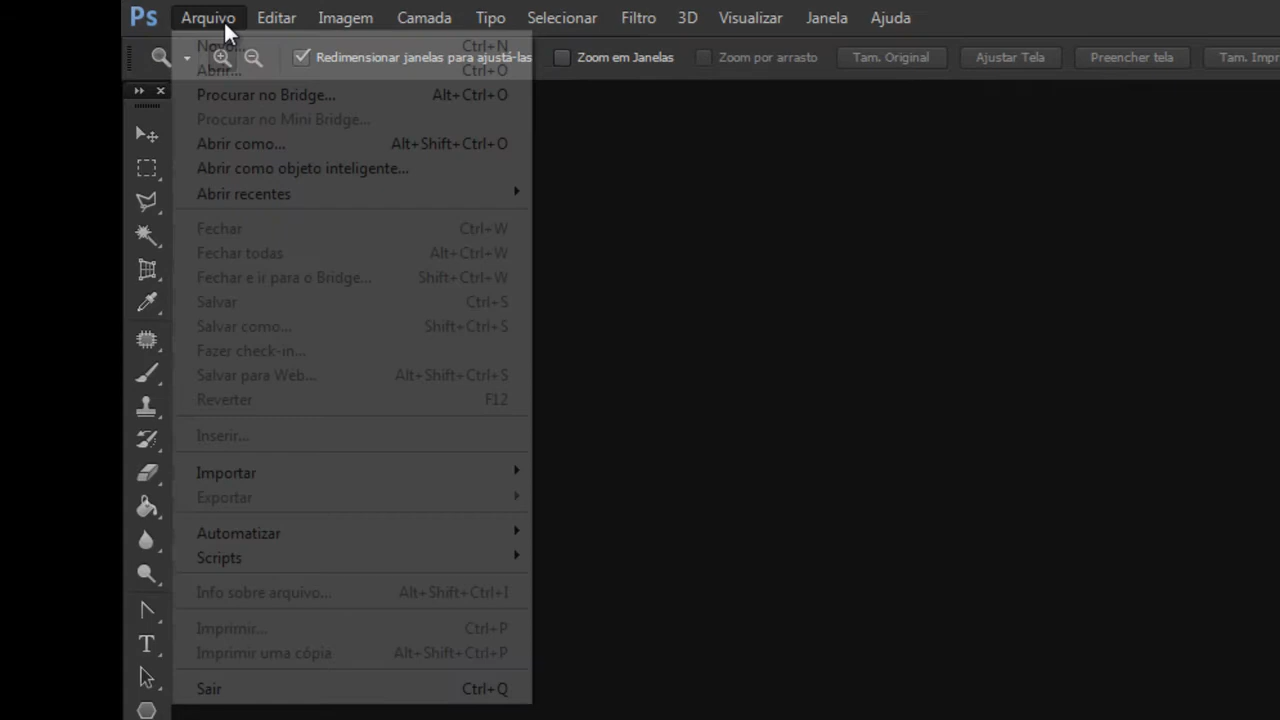 Ps Arquivo Editar Imagem Camada Tipo Selecionar Filtro 3D Visualizar Janela Ajuda
Redimensionar janelas para ajustá-las Zoom em Janelas Zoom por arrasto Tam. Original Ajustar Tela Preencher tela Tam. Impr
Novo... Ctrl+N
Abrir... Ctrl+O
Procurar no Bridge... Alt+Ctrl+O
Procurar no Mini Bridge...
Abrir como... Alt+Shift+Ctrl+O
Abrir como objeto inteligente...
Abrir recentes
Fechar Ctrl+W
Fechar todas Alt+Ctrl+W
Fechar e ir para o Bridge... Shift+Ctrl+W
Salvar Ctrl+S
Salvar como... Shift+Ctrl+S
Fazer check-in...
Salvar para Web... Alt+Shift+Ctrl+S
Reverter F12
Inserir...
Importar
Exportar
Automatizar
Scripts
Info sobre arquivo... Alt+Shift+Ctrl+I
Imprimir... Ctrl+P
Imprimir uma cópia Alt+Shift+Ctrl+P
Sair Ctrl+Q